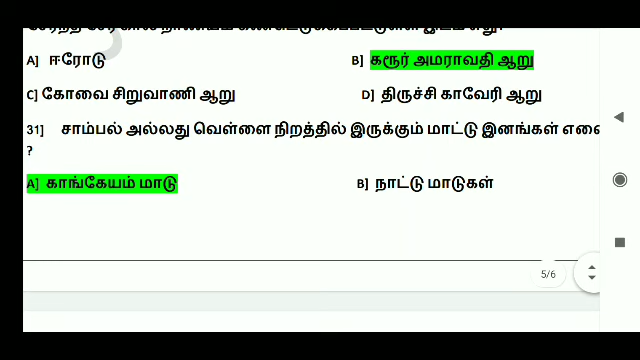 A] ஈரோடு B] கரூர் அமராவதி ஆறு
C] கோவை சிறுவாணி ஆறு D] திருச்சி காவேரி ஆறு
31] சாம்பல் அல்லது வெள்ளை நிறத்தில் இருக்கும் மாட்டு இனங்கள்
?
A] காங்கேயம் மாடு B] நாட்டு மாடுகள்
5/6